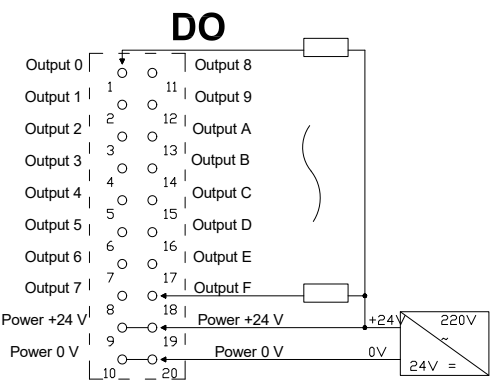 DO
Output 0 Output 8
1 11
Output 1 Output 9
2 12
Output 2 Output A
3 13
Output 3 Output B
4 14
Output 4 Output C
5 15
Output 5 Output D
6 16
Output 6 Output E
7 17
Output 7 Output F
8 18
Power +24 V Power +24 V +24V 220V
9 19
~
Power 0 V Power 0 V 0V
24V =
10 20